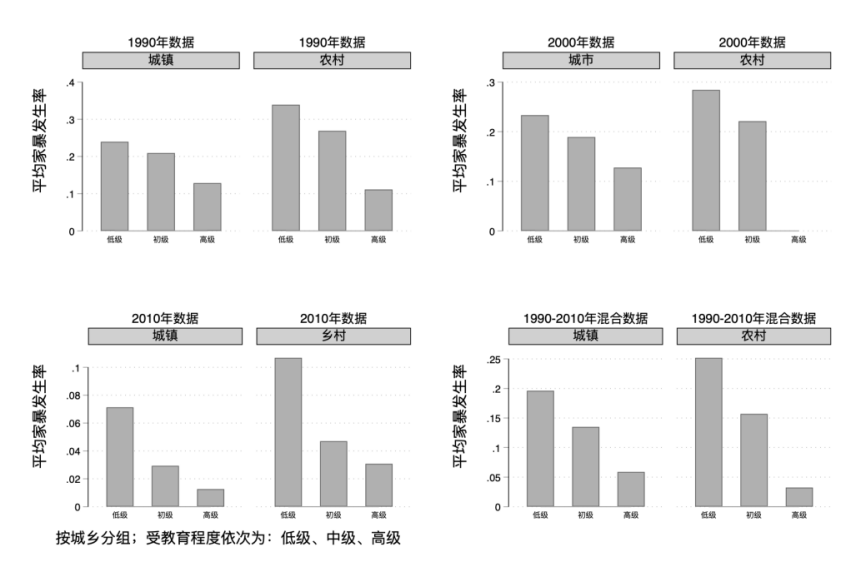 1990年数据 1990年数据
城镇 农村
平均家暴发生率
.4
.3
.2
.1
0
低级 初级 高级 低级 初级 高级
2000年数据 2000年数据
城市 农村
平均家暴发生率
.3
.2
.1
0
低级 初级 高级 低级 初级 高级
2010年数据 2010年数据
城镇 乡村
平均家暴发生率
.1
.08
.06
.04
.02
0
低级 初级 高级 低级 初级 高级
1990-2010年混合数据 1990-2010年混合数据
城镇 农村
平均家暴发生率
.25
.2
.15
.1
.05
0
低级 初级 高级 低级 初级 高级
按城乡分组；受教育程度依次为：低级、中级、高级